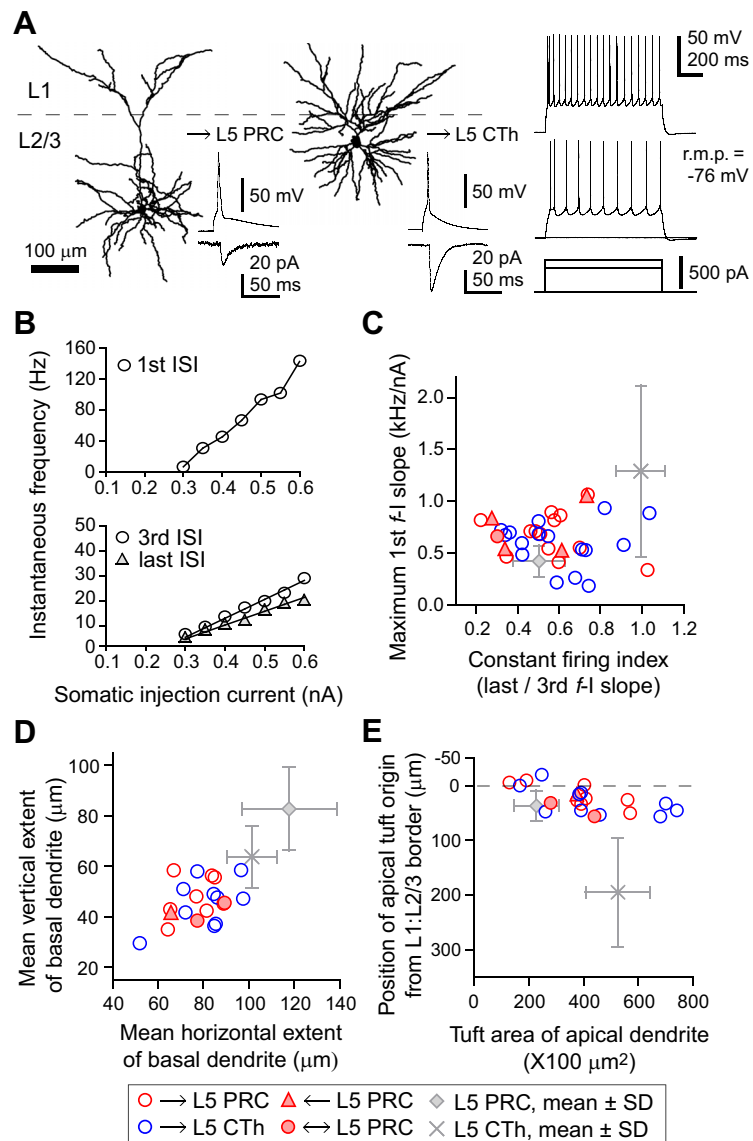 A
L1
L2/3
→ L5 PRC
→ L5 CTh
50 mV
200 ms
r.m.p. =
-76 mV
50 mV
50 mV
100 μm
20 pA
50 ms
20 pA
50 ms
500 pA
B
Instantaneous frequency (Hz)
160
120
80
40
0
1st ISI
0.1 0.2 0.3 0.4 0.5 0.6
50
40
30
20
10
0
3rd ISI
last ISI
0.1 0.2 0.3 0.4 0.5 0.6
Somatic injection current (nA)
C
Maximum 1st f-I slope (kHz/nA)
2.0
1.5
1.0
0.5
0.0
0.2 0.4 0.6 0.8 1.0 1.2
Constant firing index
(last / 3rd f-I slope)
D
Mean vertical extent
of basal dendrite (μm)
100
80
60
40
20
40 60 80 100 120 140
Mean horizontal extent
of basal dendrite (μm)
E
Position of apical tuft origin
from L1:L2/3 border (μm)
-50
0
100
200
300
0 200 400 600 800
Tuft area of apical dendrite
(X100 μm²)
→ L5 PRC
← L5 PRC
L5 PRC, mean ± SD
→ L5 CTh
↔ L5 PRC
L5 CTh, mean ± SD